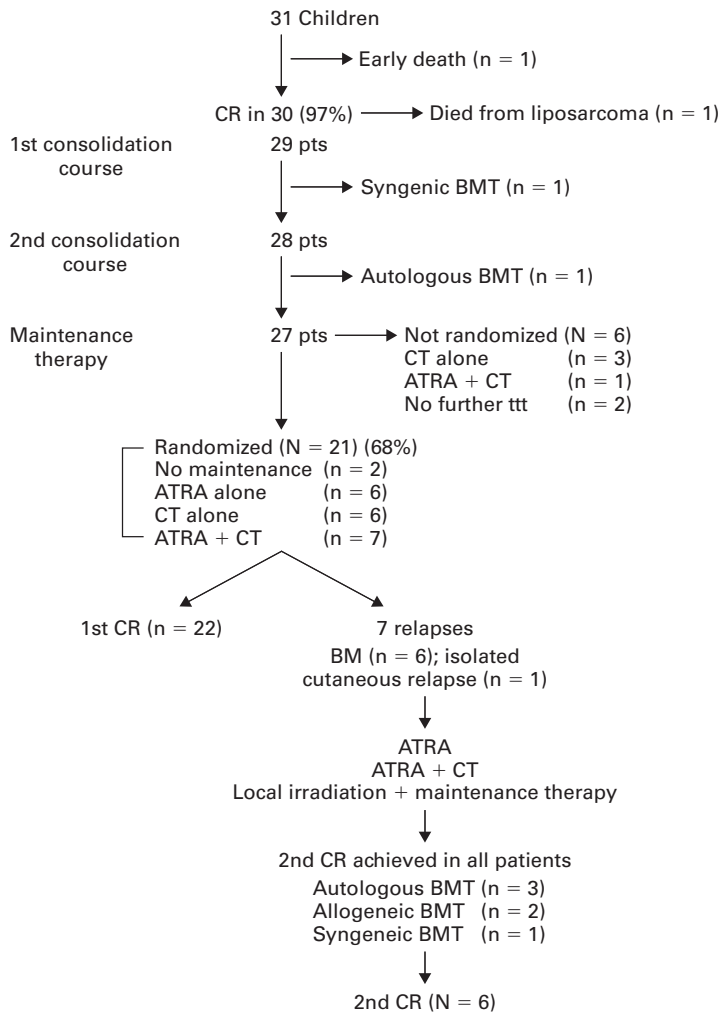 31 Children
Early death (n = 1)
CR in 30 (97%) Died from liposarcoma (n = 1)
1st consolidation 29 pts
course
Syngenic BMT (n = 1)
2nd consolidation 28 pts
course
Autologous BMT (n = 1)
Maintenance 27 pts Not randomized (N = 6)
therapy CT alone (n = 3)
ATRA + CT (n = 1)
No further ttt (n = 2)
Randomized (N = 21) (68%)
No maintenance (n = 2)
ATRA alone (n = 6)
CT alone (n = 6)
ATRA + CT (n = 7)
1st CR (n = 22) 7 relapses
BM (n = 6); isolated
cutaneous relapse (n = 1)
ATRA
ATRA + CT
Local irradiation + maintenance therapy
2nd CR achieved in all patients
Autologous BMT (n = 3)
Allogeneic BMT (n = 2)
Syngeneic BMT (n = 1)
2nd CR (N = 6)